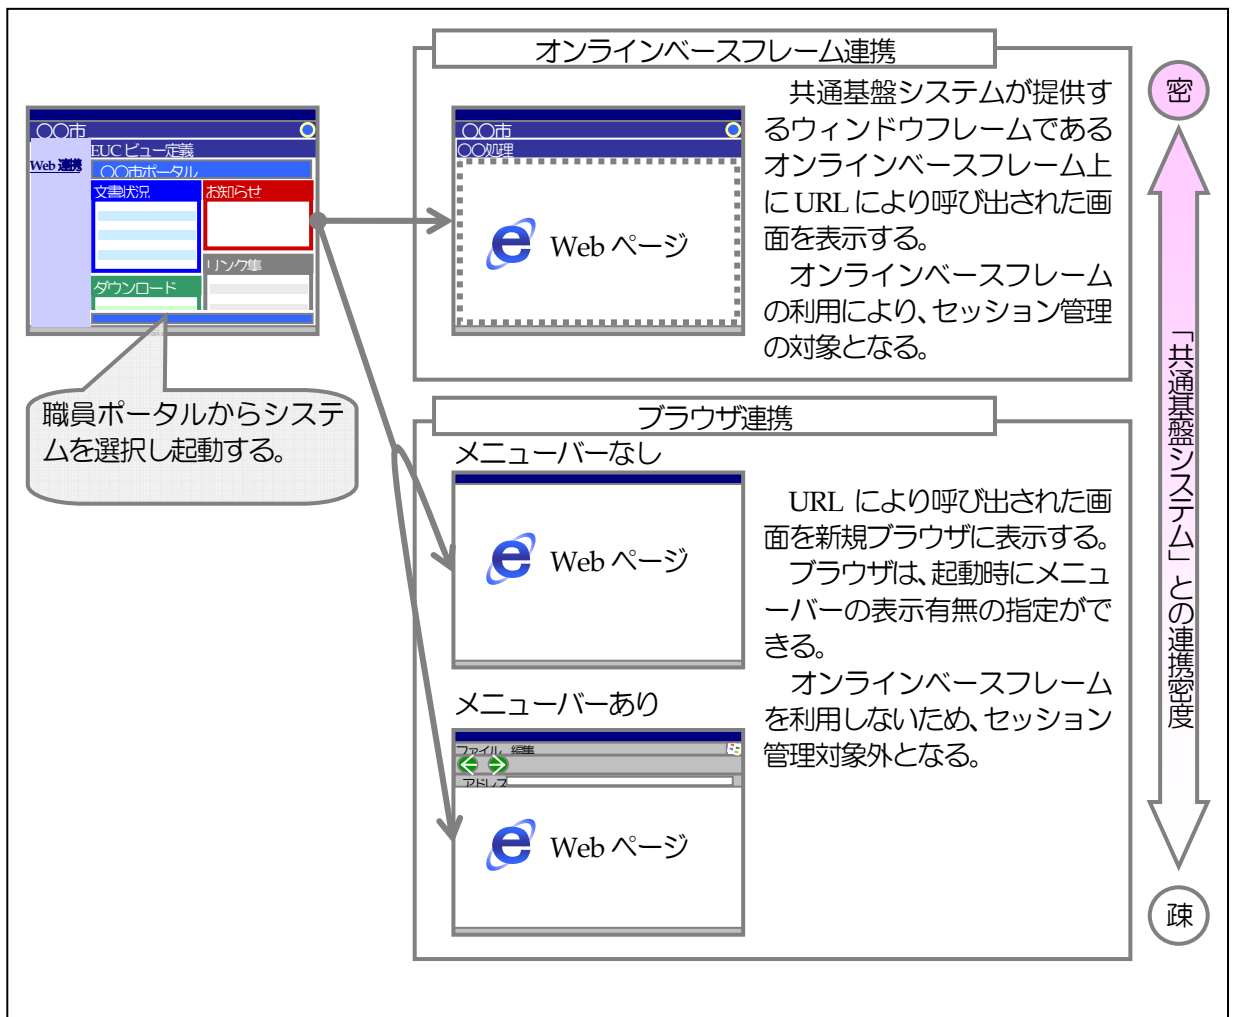 オンラインベースフレーム連携
共通基盤システムが提供す
るウィンドウフレームである
オンラインベースフレーム上
に URL により呼び出された画
面を表示する。
オンラインベースフレーム
の利用により、セッション管理
の対象となる。
〇〇市
〇〇処理
Web ページ
〇〇市
EUC ビュー定義
Web 連携
〇〇市ポータル
文書状況
お知らせ
リンク集
ダウンロード
職員ポータルからシステ
ムを選択し起動する。
ブラウザ連携
メニューバーなし
Web ページ
URL により呼び出された画
面を新規ブラウザに表示する。
ブラウザは、起動時にメニュ
ーバーの表示有無の指定がで
きる。
オンラインベースフレーム
を利用しないため、セッション
管理対象外となる。
メニューバーあり
ファイル 編集
アドレス
Web ページ
密
「共通基盤システム」との連携密度
疎